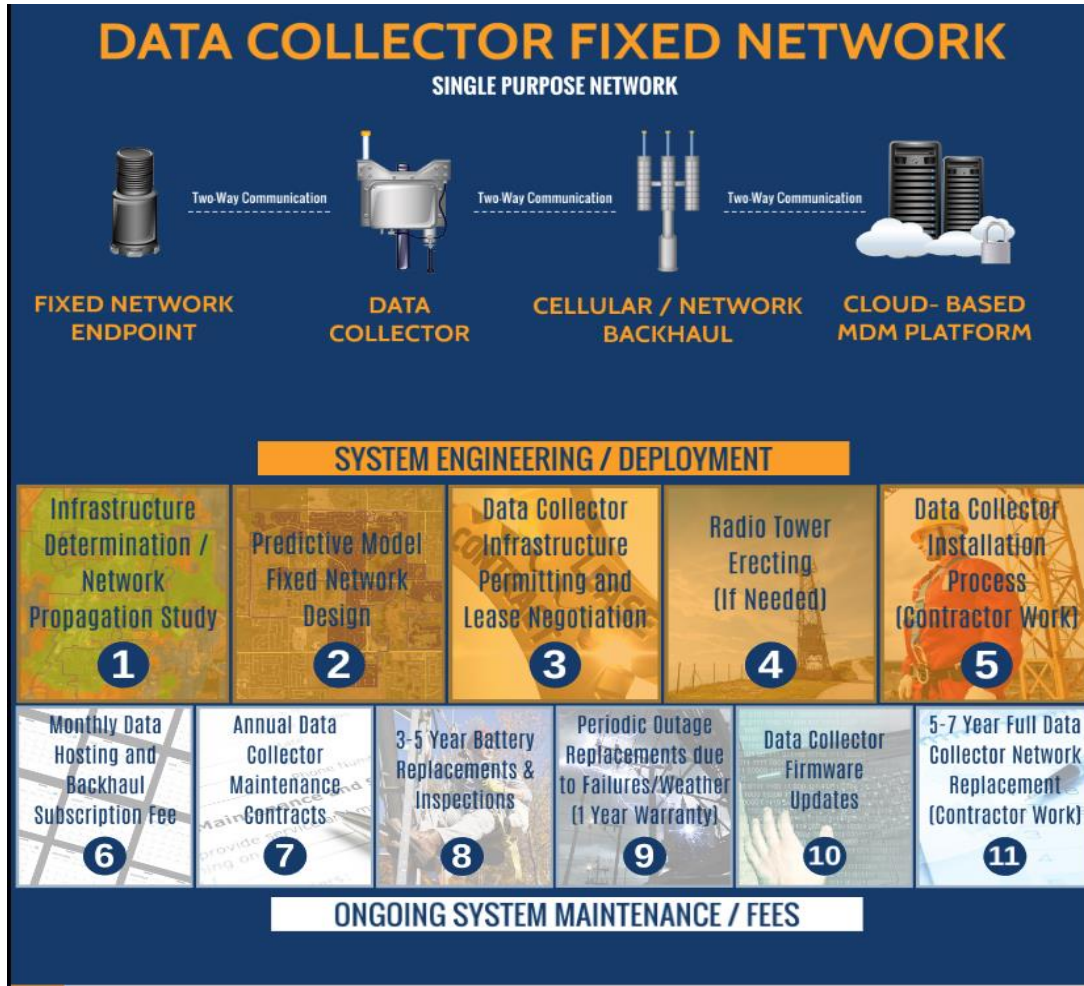 DATA COLLECTOR FIXED NETWORK
SINGLE PURPOSE NETWORK
Two-Way Communication
Two-Way Communication
Two-Way Communication
FIXED NETWORK
ENDPOINT
DATA
COLLECTOR
CELLULAR / NETWORK
BACKHAUL
CLOUD- BASED
MDM PLATFORM
SYSTEM ENGINEERING / DEPLOYMENT
Infrastructure
Determination /
Network
Propagation Study
1
Predictive Model
Fixed Network
Design
2
Data Collector
Infrastructure
Permitting and
Lease Negotiation
3
CONTRACT
LEASE
Radio Tower
Erecting
(If Needed)
4
Data Collector
Installation
Process
(Contractor Work)
5
Monthly Data
Hosting and
Backhaul
Subscription Fee
6
Annual Data
Collector
Maintenance
Contracts
7
3-5 Year Battery
Replacements &
Inspections
8
Periodic Outage
Replacements due
to Failures/Weather
(1 Year Warranty)
9
Data Collector
Firmware
Updates
10
5-7 Year Full Data
Collector Network
Replacement
(Contractor Work)
11
ONGOING SYSTEM MAINTENANCE / FEES